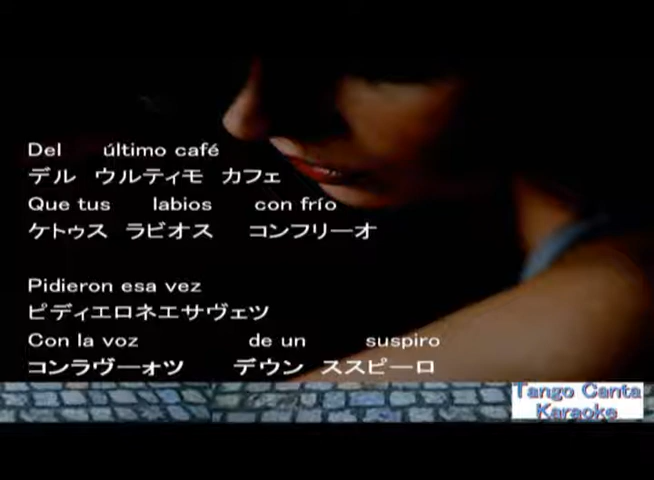 Del último café
デル ウルティモ カフェ
Que tus labios con frío
ケトゥス ラビオス コンフリーオ
Pidieron esa vez
ピディエロネエサヴェツ
Con la voz de un suspiro
コンラヴーォツ デウン ススピーロ
Tango Canta
Karaoke